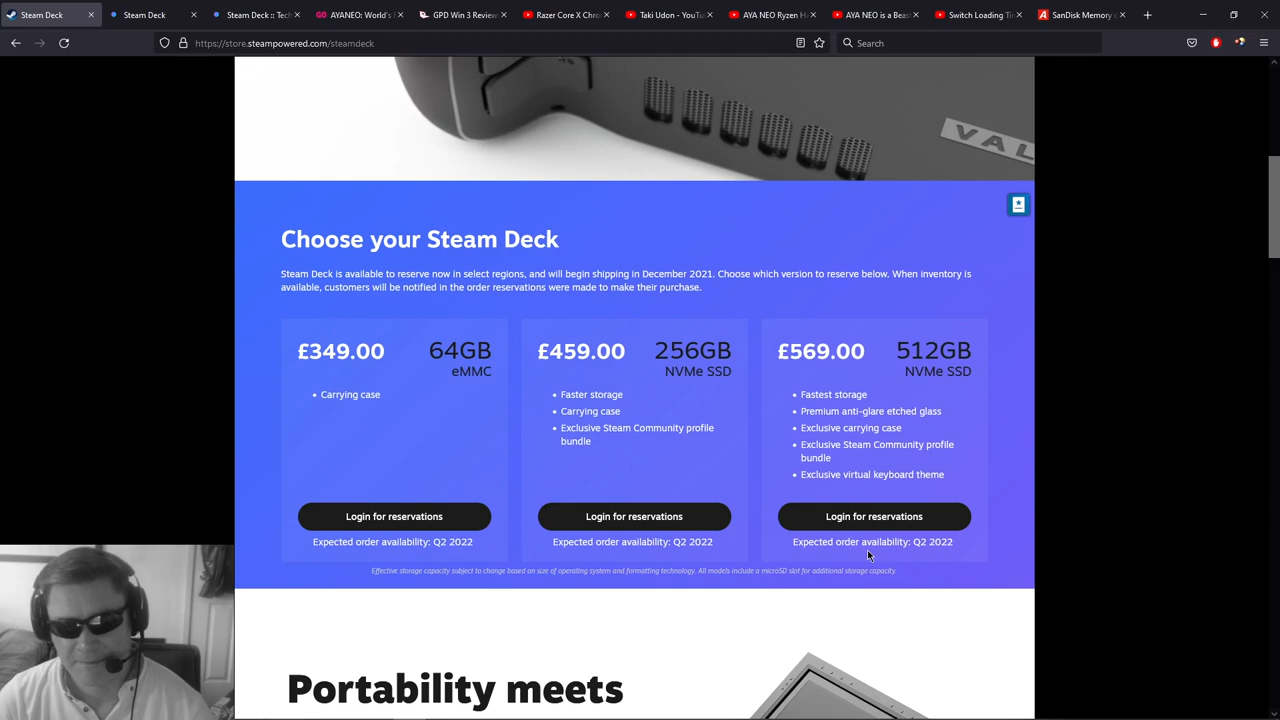 Steam Deck
Steam Deck
Steam Deck :: Tech
AYANEO: World's F
GPD Win 3 Review
Razer Core X Chro
Taki Udon - YouTu
AYA NEO Ryzen Ha
AYA NEO is a Beas
Switch Loading Ti
SanDisk Memory
https://store.steampowered.com/steamdeck
Search
VAL
Choose your Steam Deck
Steam Deck is available to reserve now in select regions, and will begin shipping in December 2021. Choose which version to reserve below. When inventory is
available, customers will be notified in the order reservations were made to make their purchase.
£349.00
64GB
eMMC
• Carrying case
Login for reservations
Expected order availability: Q2 2022
£459.00
256GB
NVMe SSD
• Faster storage
• Carrying case
• Exclusive Steam Community profile
bundle
Login for reservations
Expected order availability: Q2 2022
£569.00
512GB
NVMe SSD
• Fastest storage
• Premium anti-glare etched glass
• Exclusive carrying case
• Exclusive Steam Community profile
bundle
• Exclusive virtual keyboard theme
Login for reservations
Expected order availability: Q2 2022
Effective storage capacity subject to change based on size of operating system and formatting technology. All models include a microSD slot for additional storage capacity.
Portability meets